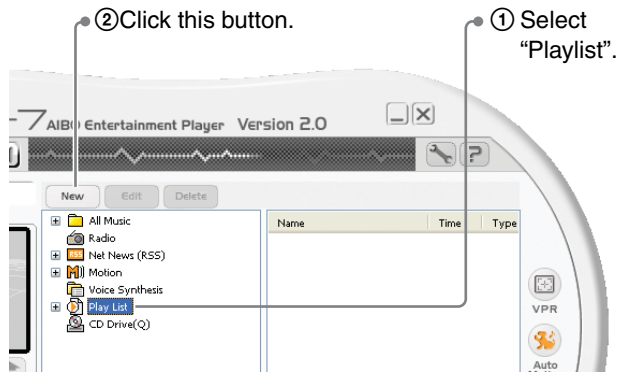 ②Click this button.
① Select
“Playlist”.
AIBO Entertainment Player Version 2.0
?
New Edit Delete
All Music
Radio
RSS Net News (RSS)
M Motion
Voice Synthesis
Play List
CD Drive(Q)
Name Time Type
VPR
Auto